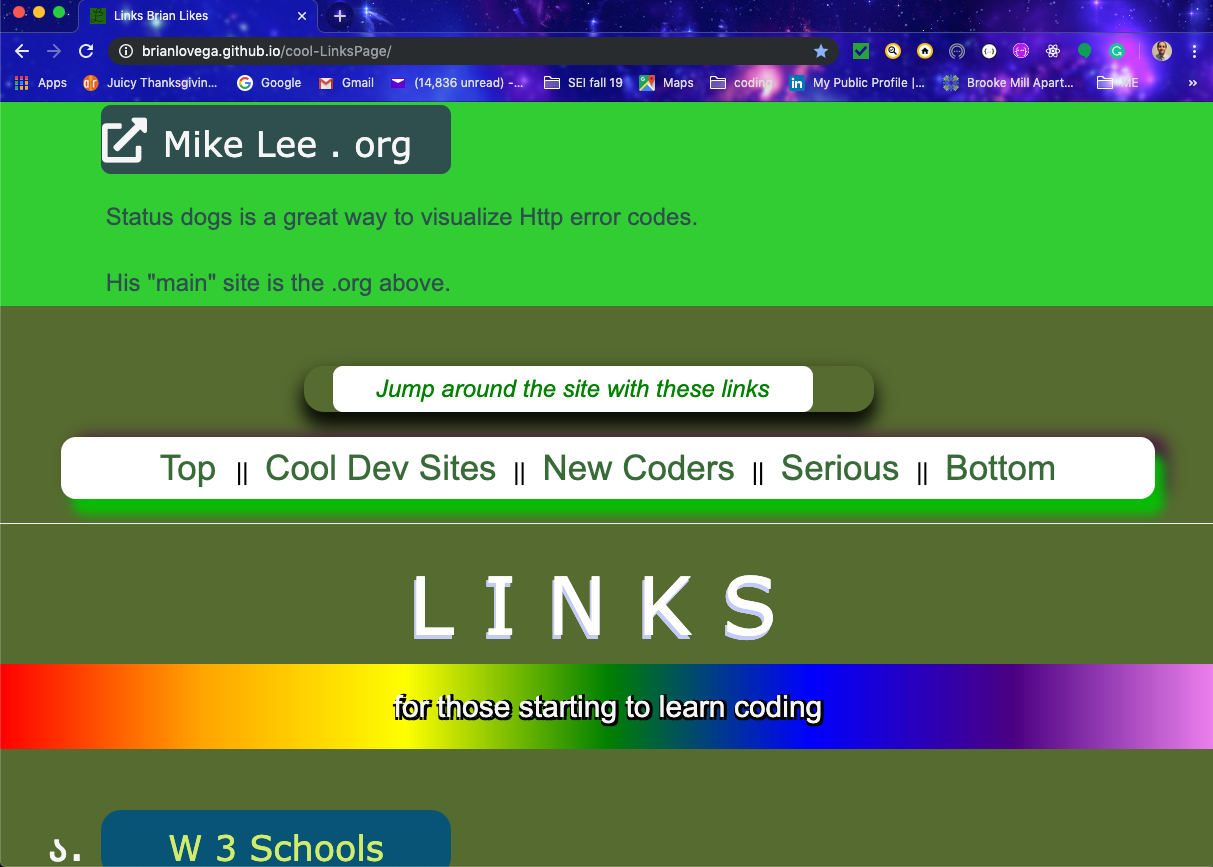 Links Brian Likes
brianlovega.github.io/cool-LinksPage/
Apps Juicy Thanksgivin... Google Gmail (14,836 unread) -... SEI fall 19 Maps coding My Public Profile |... Brooke Mill Apart... ME »
Mike Lee . org
Status dogs is a great way to visualize Http error codes.
His "main" site is the .org above.
Jump around the site with these links
Top || Cool Dev Sites || New Coders || Serious || Bottom
LINKS
for those starting to learn coding
ა. W 3 Schools